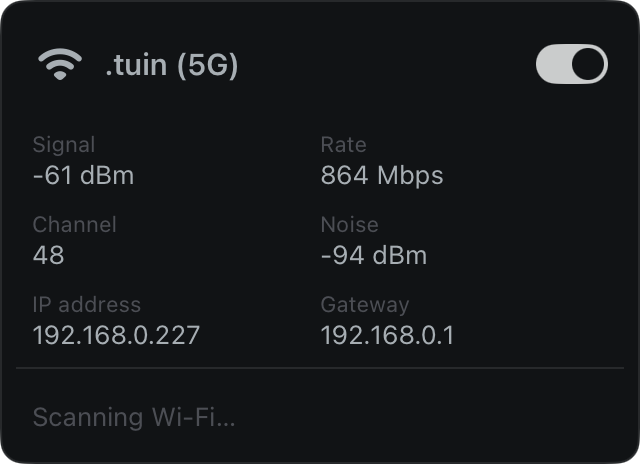 .tuin (5G)
Signal Rate
-61 dBm 864 Mbps
Channel Noise
48 -94 dBm
IP address Gateway
192.168.0.227 192.168.0.1
Scanning Wi-Fi...